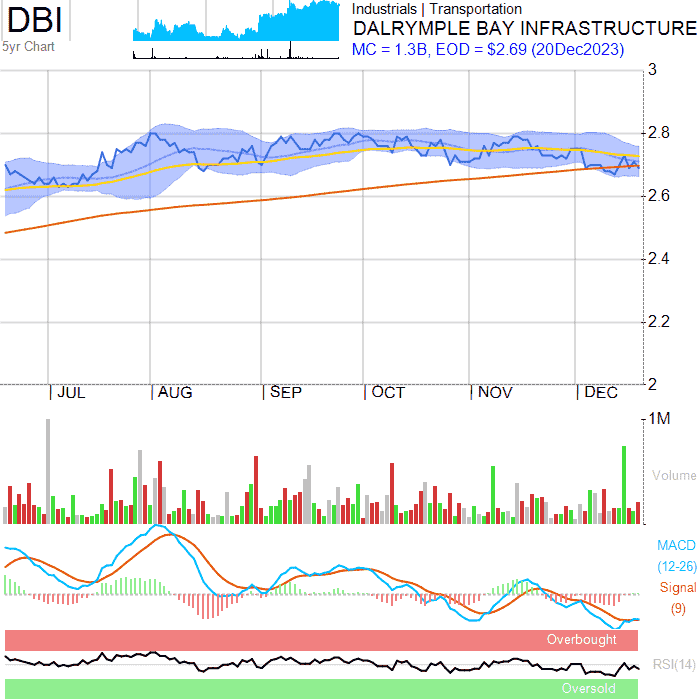 DBI
5yr Chart
Industrials | Transportation
DALRYMPLE BAY INFRASTRUCTURE
MC = 1.3B, EOD = $2.69 (20Dec2023)
3
2.8
2.6
2.4
2.2
2
JUL AUG SEP OCT NOV DEC
1M
Volume
MACD
(12-26)
Signal
(9)
Overbought
RSI(14)
Oversold